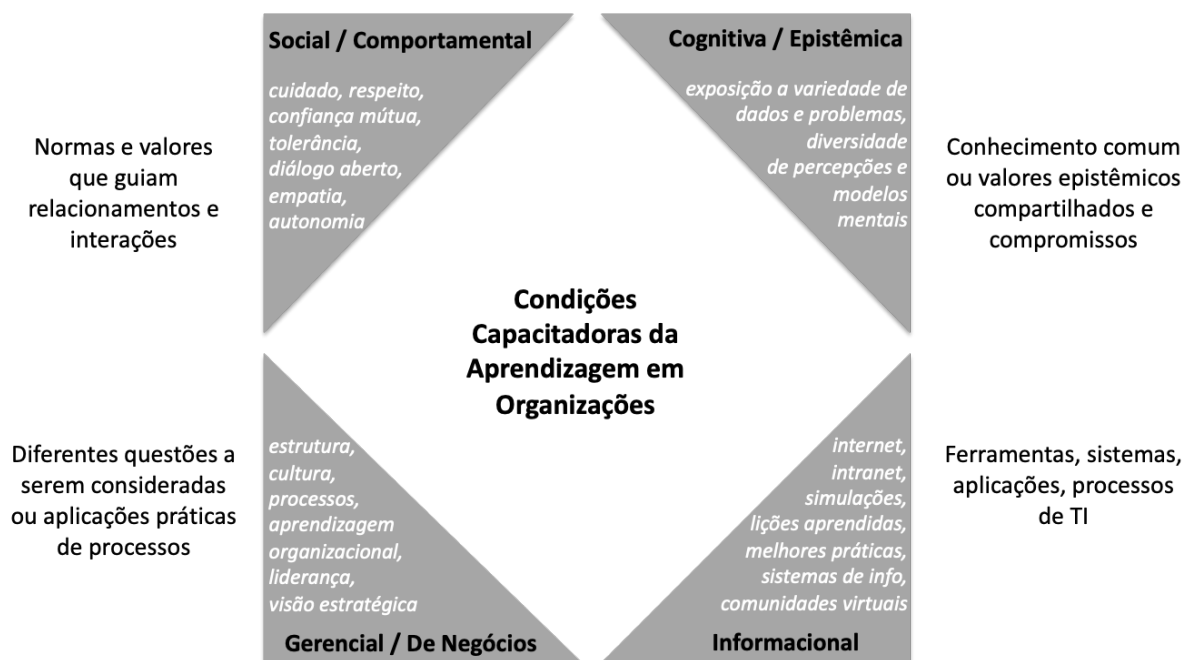 Social / Comportamental
cuidado, respeito,
confiança mútua,
tolerância,
diálogo aberto,
empatia,
autonomia
Cognitiva / Epistêmica
exposição a variedade de
dados e problemas,
diversidade
de percepções e
modelos
mentais
Normas e valores
que guiam
relacionamentos e
interações
Conhecimento comum
ou valores epistêmicos
compartilhados e
compromissos
Condições
Capacitadoras da
Aprendizagem em
Organizações
Diferentes questões a
serem consideradas
ou aplicações práticas
de processos
estrutura,
cultura,
processos,
aprendizagem
organizacional,
liderança,
visão estratégica
Gerencial / De Negócios
internet,
intranet,
simulações,
lições aprendidas,
melhores práticas,
sistemas de info,
comunidades virtuais
Informacional
Ferramentas, sistemas,
aplicações, processos
de TI